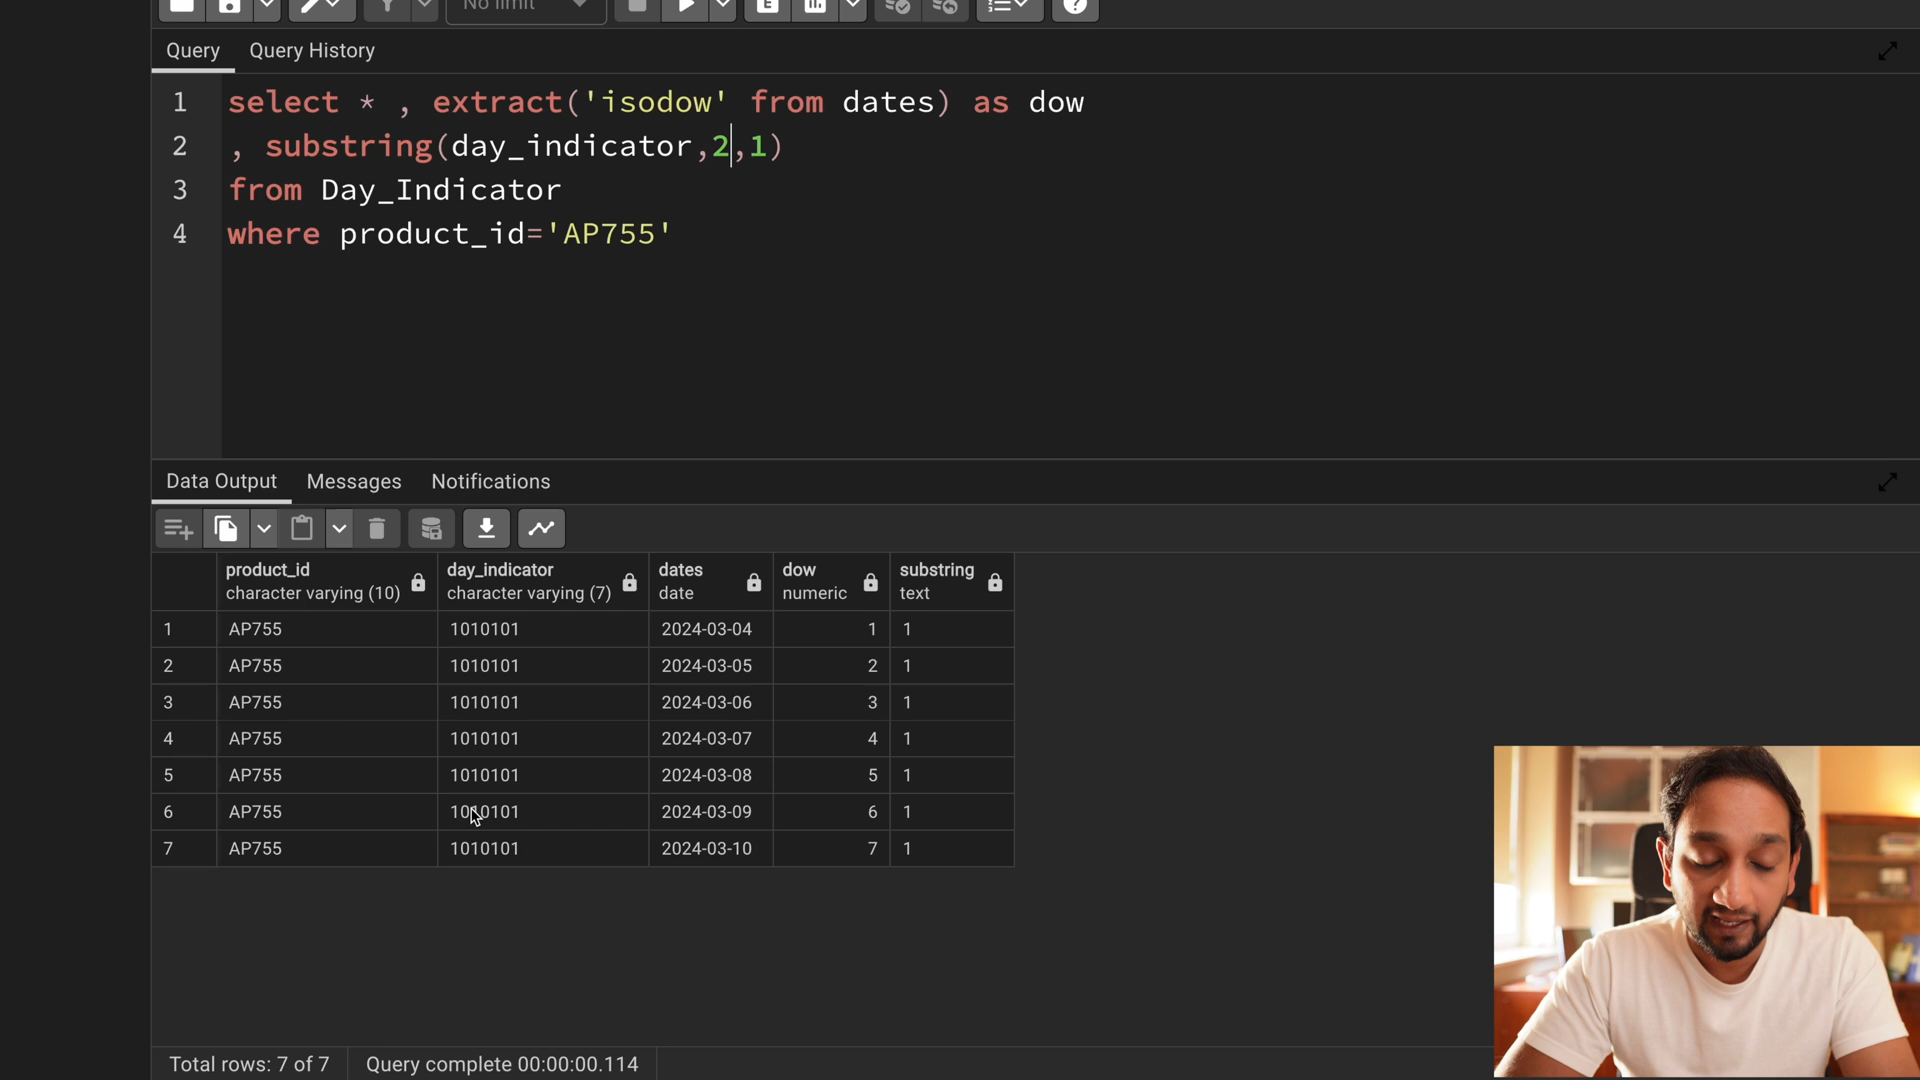 No limit
Query Query History
1 select * , extract('isodow' from dates) as dow
2 , substring(day_indicator,2,1)
3 from Day_Indicator
4 where product_id='AP755'
Data Output Messages Notifications
product_id day_indicator dates dow substring
character varying (10) character varying (7) date numeric text
1 AP755 1010101 2024-03-04 1 1
2 AP755 1010101 2024-03-05 2 1
3 AP755 1010101 2024-03-06 3 1
4 AP755 1010101 2024-03-07 4 1
5 AP755 1010101 2024-03-08 5 1
6 AP755 1010101 2024-03-09 6 1
7 AP755 1010101 2024-03-10 7 1
Total rows: 7 of 7 Query complete 00:00:00.114